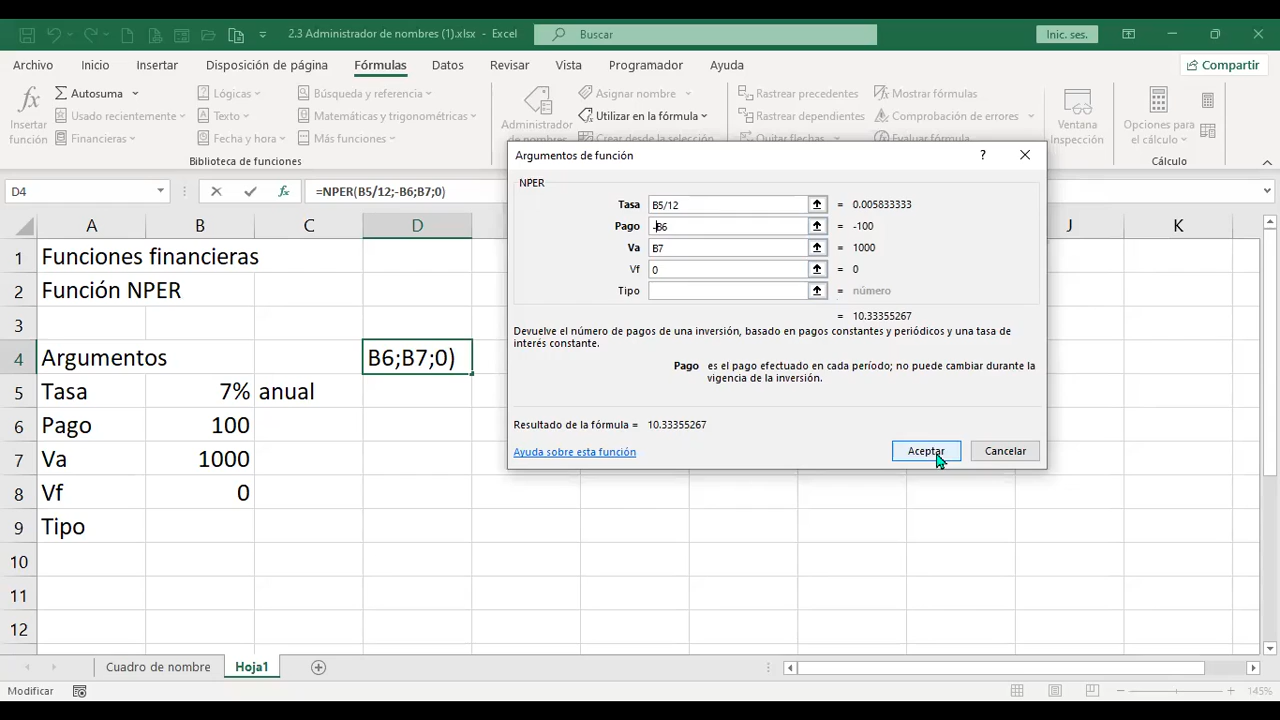 2.3 Administrador de nombres (1).xlsx - Excel
Buscar
Inic. ses.
Archivo Inicio Insertar Disposición de página Fórmulas Datos Revisar Vista Programador Ayuda
Compartir
fx
Insertar función
Autosuma
Usado recientemente
Financieras
Lógicas
Texto
Fecha y hora
Búsqueda y referencia
Matemáticas y trigonométricas
Más funciones
Biblioteca de funciones
Administrador
de nombres
Asignar nombre
Utilizar en la fórmula
Crear desde la selección
Rastrear precedentes
Rastrear dependientes
Quitar flechas
Mostrar fórmulas
Comprobación de errores
Evaluar fórmula
Ventana
Inspección
Opciones para
el cálculo
Cálculo
D4
fx
=NPER(B5/12;-B6;B7;0)
A B C D J K
1 Funciones financieras
2 Función NPER
3
4 Argumentos B6;B7;0)
5 Tasa 7% anual
6 Pago 100
7 Va 1000
8 Vf 0
9 Tipo
10
11
12
Argumentos de función
?
NPER
Tasa B5/12 = 0.005833333
Pago -B6 = -100
Va B7 = 1000
Vf 0 = 0
Tipo = número
= 10.33355267
Devuelve el número de pagos de una inversión, basado en pagos constantes y periódicos y una tasa de
interés constante.
Pago es el pago efectuado en cada período; no puede cambiar durante la
vigencia de la inversión.
Resultado de la fórmula = 10.33355267
Ayuda sobre esta función
Aceptar Cancelar
Cuadro de nombre Hoja1
Modificar
145%